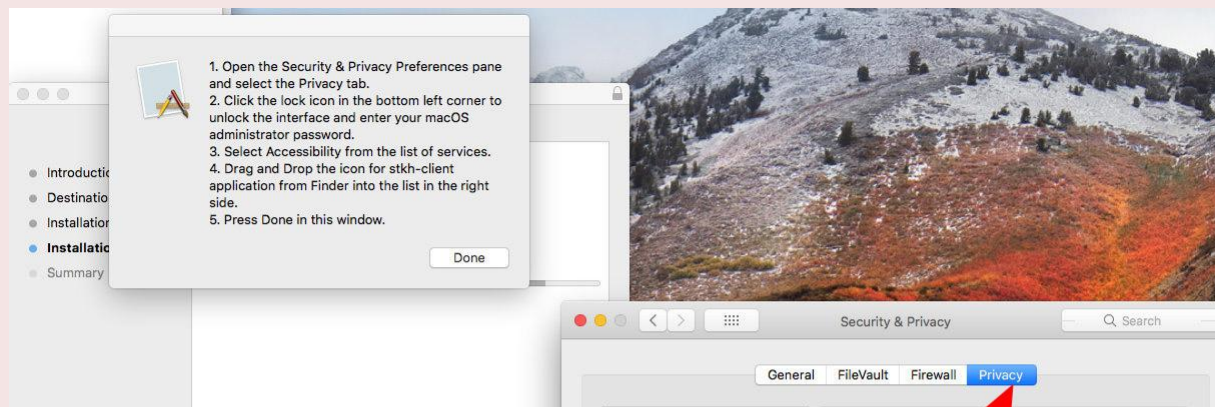 1. Open the Security & Privacy Preferences pane
and select the Privacy tab.
2. Click the lock icon in the bottom left corner to
unlock the interface and enter your macOS
administrator password.
3. Select Accessibility from the list of services.
4. Drag and Drop the icon for stkh-client
application from Finder into the list in the right
side.
5. Press Done in this window.
Done
Introductio
Destinatio
Installation
Installatio
Summary
Security & Privacy
Search
General FileVault Firewall Privacy